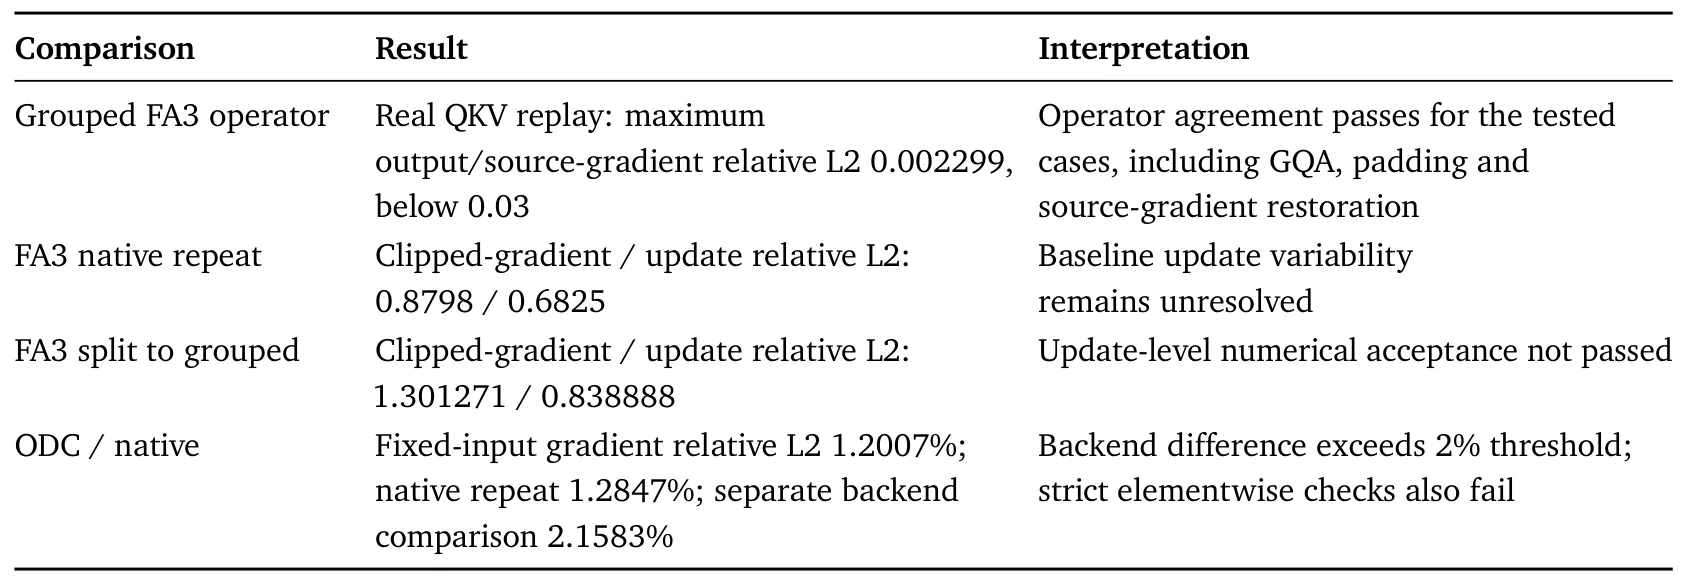 Comparison Result Interpretation
Grouped FA3 operator Real QKV replay: maximum Operator agreement passes for the tested
output/source-gradient relative L2 0.002299, cases, including GQA, padding and
below 0.03 source-gradient restoration
FA3 native repeat Clipped-gradient / update relative L2: Baseline update variability
0.8798 / 0.6825 remains unresolved
FA3 split to grouped Clipped-gradient / update relative L2: Update-level numerical acceptance not passed
1.301271 / 0.838888
ODC / native Fixed-input gradient relative L2 1.2007%; Backend difference exceeds 2% threshold;
native repeat 1.2847%; separate backend strict elementwise checks also fail
comparison 2.1583%